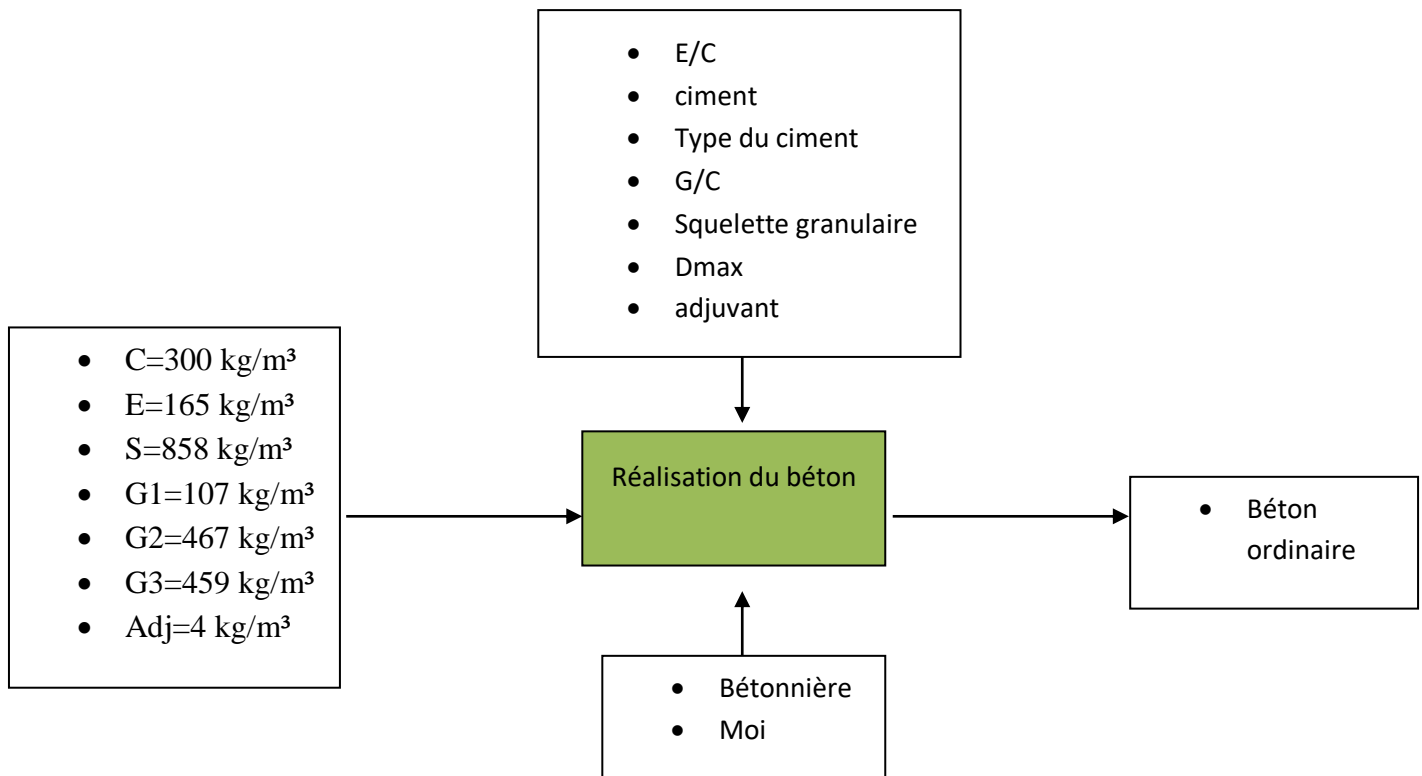 • E/C
• ciment
• Type du ciment
• G/C
• Squelette granulaire
• Dmax
• adjuvant
• C=300 kg/m³
• E=165 kg/m³
• S=858 kg/m³
• G1=107 kg/m³
• G2=467 kg/m³
• G3=459 kg/m³
• Adj=4 kg/m³
Réalisation du béton
• Béton
ordinaire
• Bétonnière
• Moi